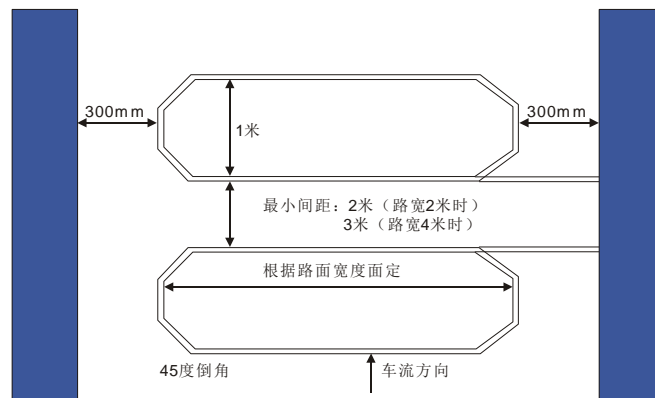 300mm
300mm
1米
最小间距：2米（路宽2米时）
3米（路宽4米时）
根据路面宽度面定
45度倒角
车流方向